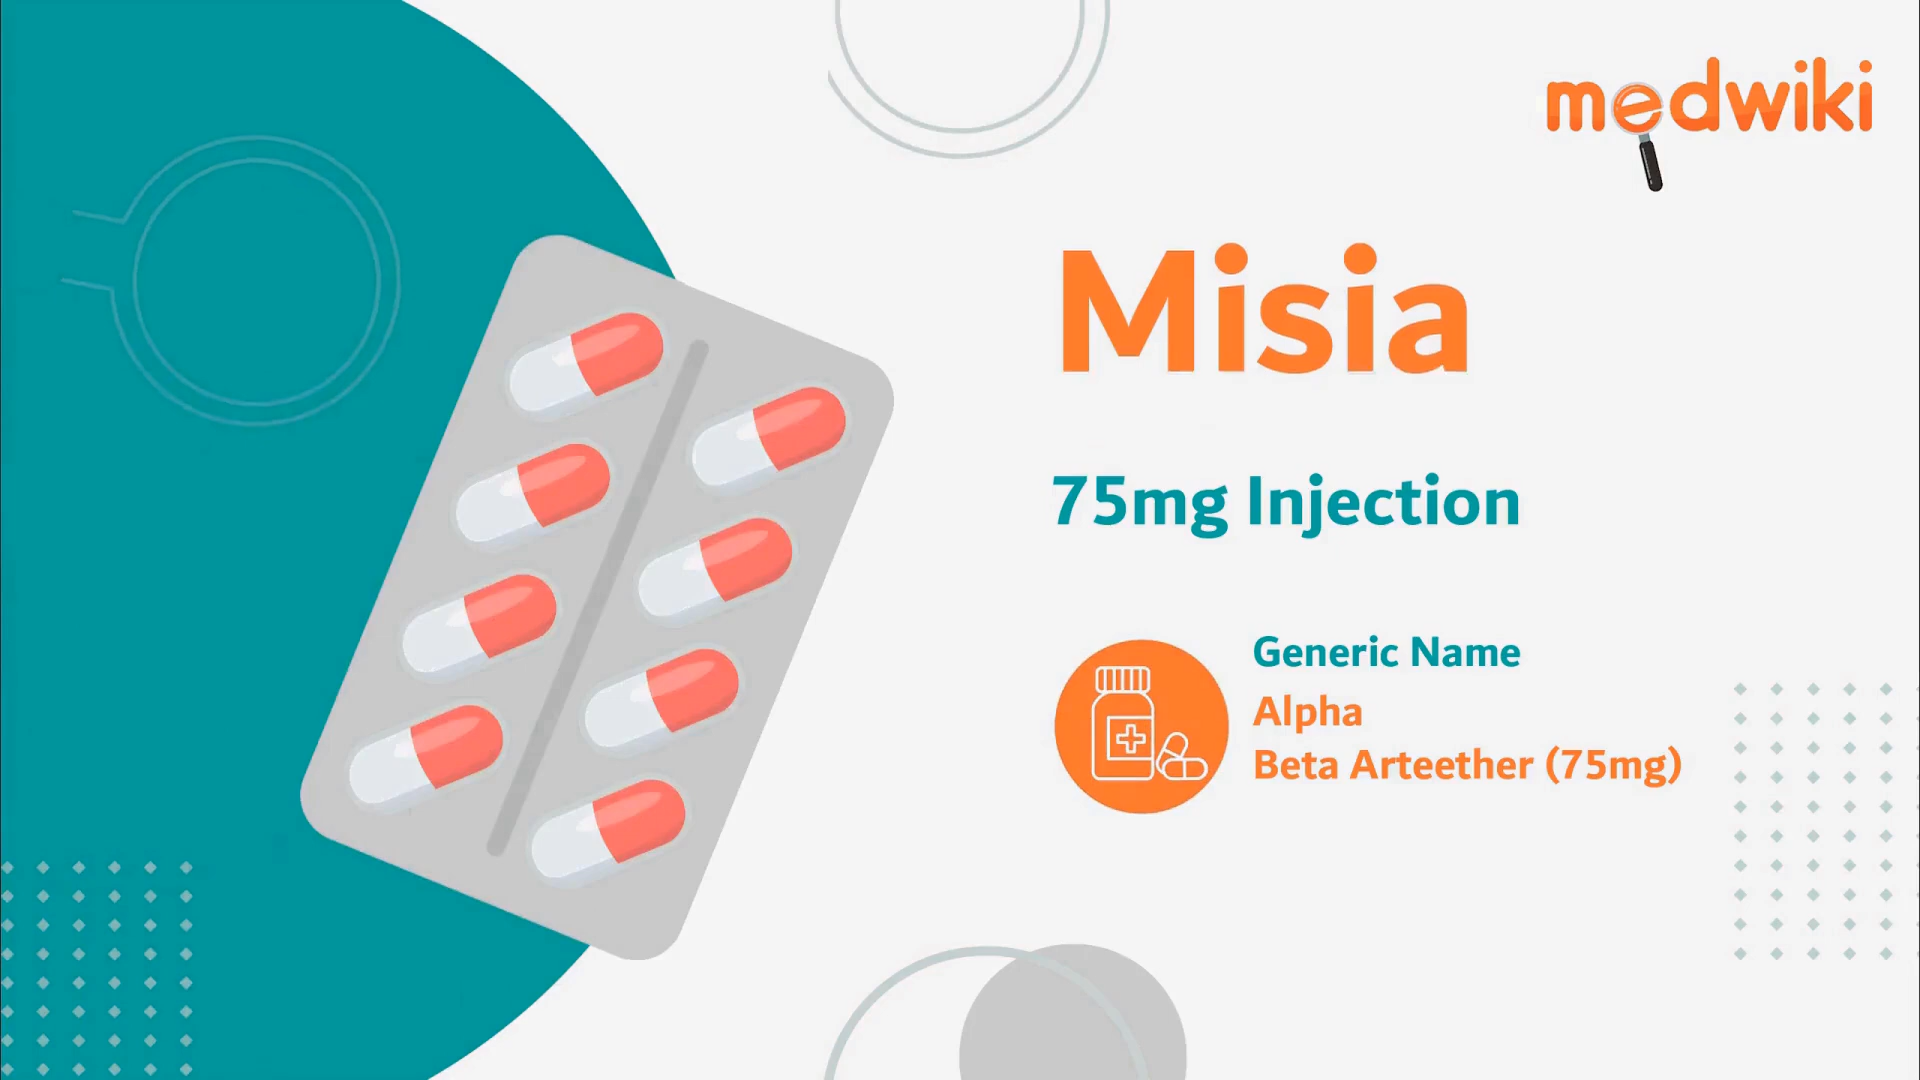 medwiki
Misia
75mg Injection
Generic Name
Alpha
Beta Arteether (75mg)